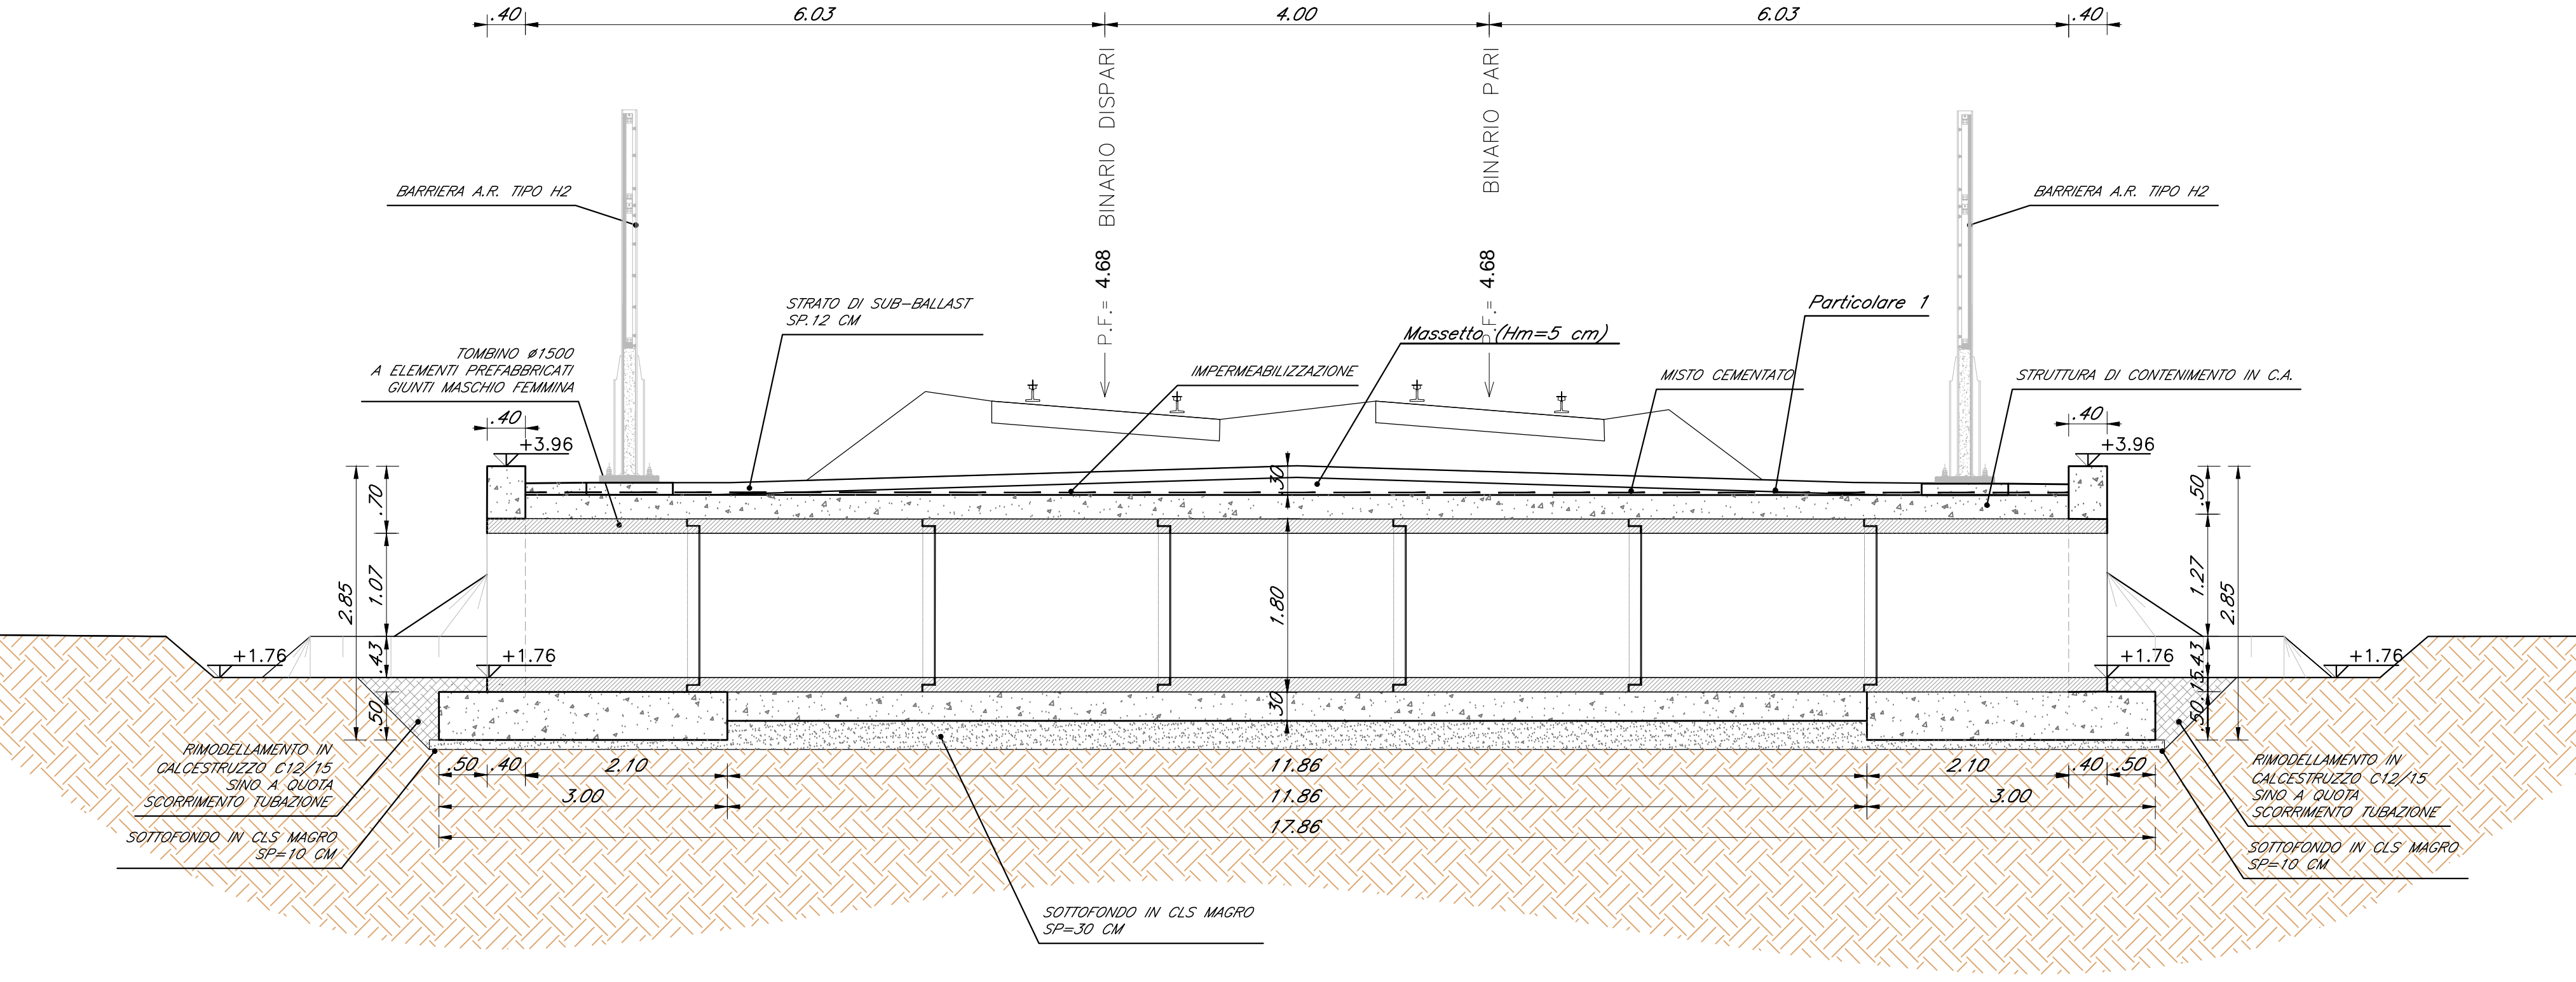 .40
6.03
4.00
6.03
.40
BINARIO DISPARI
BINARIO PARI
P.F.= 4.68
P.F.= 4.68
BARRIERA A.R. TIPO H2
BARRIERA A.R. TIPO H2
STRATO DI SUB-BALLAST
SP.12 CM
Particolare 1
Massetto (Hm=5 cm)
TOMBINO ø1500
A ELEMENTI PREFABBRICATI
GIUNTI MASCHIO FEMMINA
IMPERMEABILIZZAZIONE
MISTO CEMENTATO
STRUTTURA DI CONTENIMENTO IN C.A.
.40
.40
+3.96
+3.96
.70
1.07
.43
.50
2.85
30
1.80
30
.50
1.27
.43
.15
.50
2.85
+1.76
+1.76
+1.76
+1.76
RIMODELLAMENTO IN
CALCESTRUZZO C12/15
SINO A QUOTA
SCORRIMENTO TUBAZIONE
SOTTOFONDO IN CLS MAGRO
SP=10 CM
.50
.40
2.10
11.86
2.10
.40
.50
3.00
11.86
3.00
17.86
RIMODELLAMENTO IN
CALCESTRUZZO C12/15
SINO A QUOTA
SCORRIMENTO TUBAZIONE
SOTTOFONDO IN CLS MAGRO
SP=10 CM
SOTTOFONDO IN CLS MAGRO
SP=30 CM